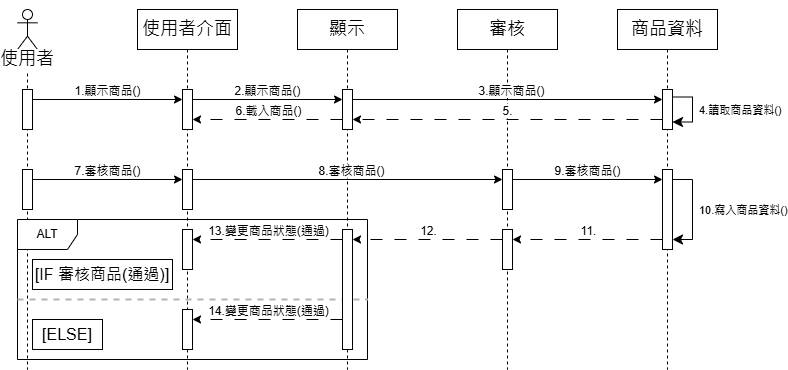 使用者
使用者介面
顯示
審核
商品資料
1.顯示商品()
2.顯示商品()
3.顯示商品()
4.讀取商品資料()
5.
6.載入商品()
7.審核商品()
8.審核商品()
9.審核商品()
10.寫入商品資料()
11.
12.
13.變更商品狀態(通過)
ALT
[IF 審核商品(通過)]
14.變更商品狀態(通過)
[ELSE]